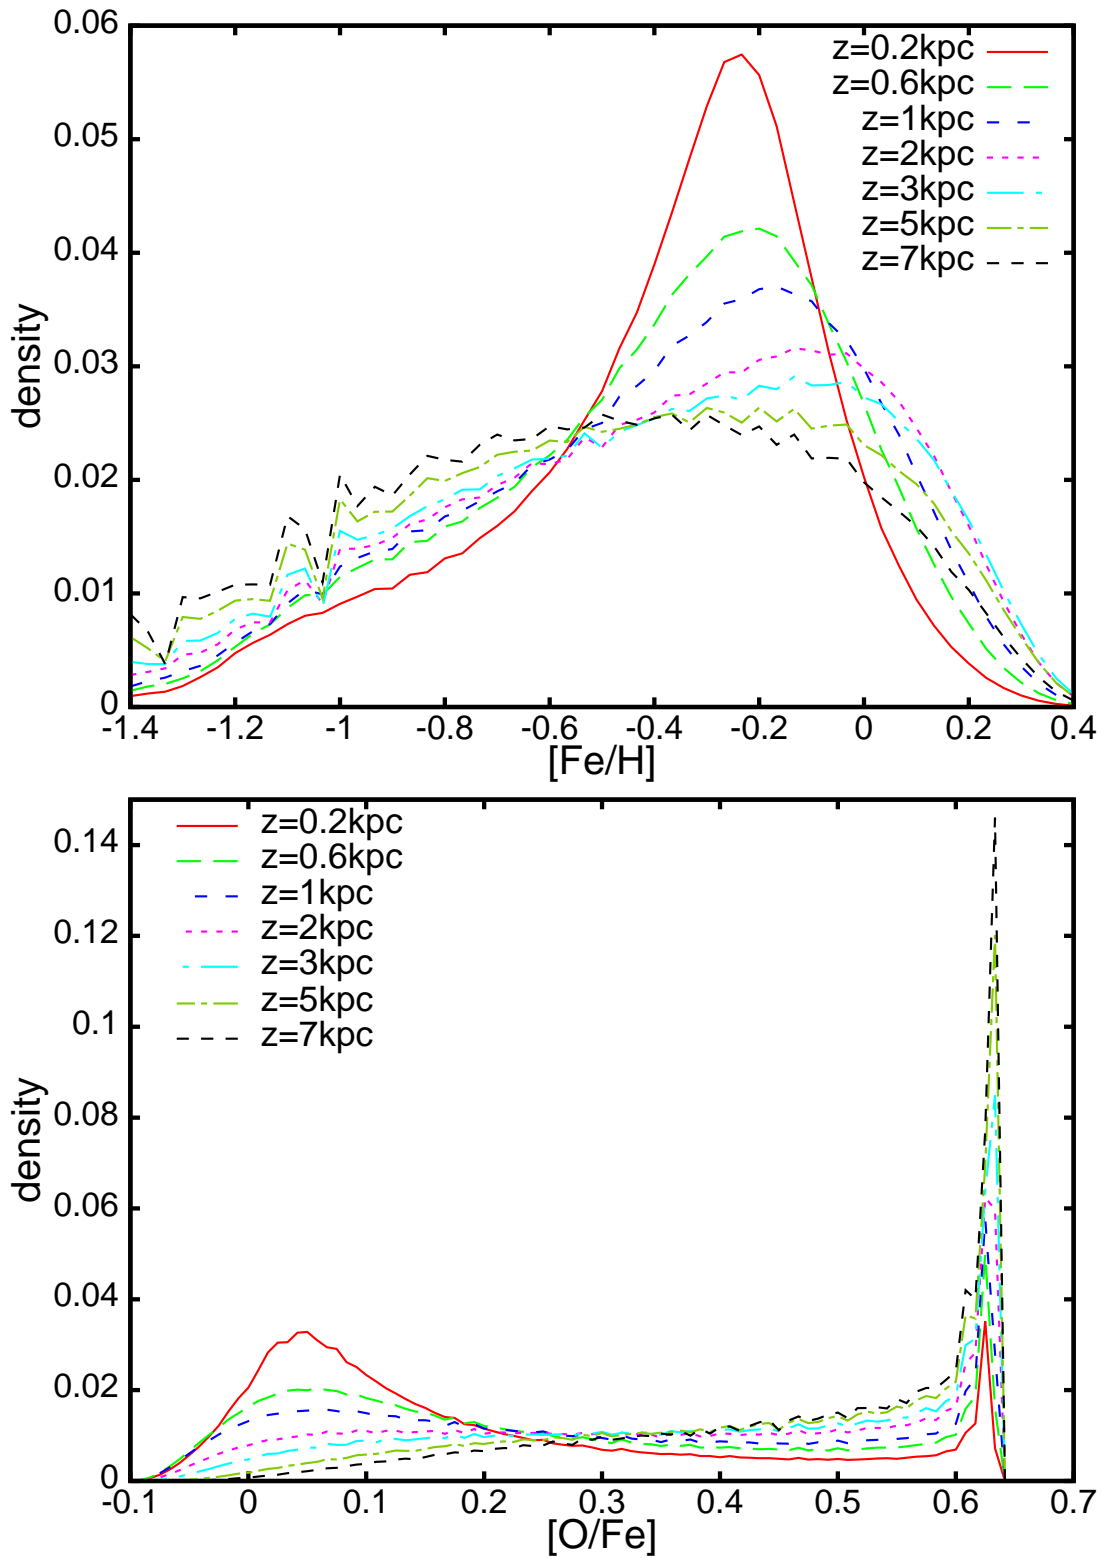 0.06
0.05
0.04
0.03
0.02
0.01
0
density
z=0.2kpc
z=0.6kpc
z=1kpc
z=2kpc
z=3kpc
z=5kpc
z=7kpc
-1.4 -1.2 -1 -0.8 -0.6 -0.4 -0.2 0 0.2 0.4
[Fe/H]
0.14
0.12
0.1
0.08
0.06
0.04
0.02
0
density
z=0.2kpc
z=0.6kpc
z=1kpc
z=2kpc
z=3kpc
z=5kpc
z=7kpc
-0.1 0 0.1 0.2 0.3 0.4 0.5 0.6 0.7
[O/Fe]